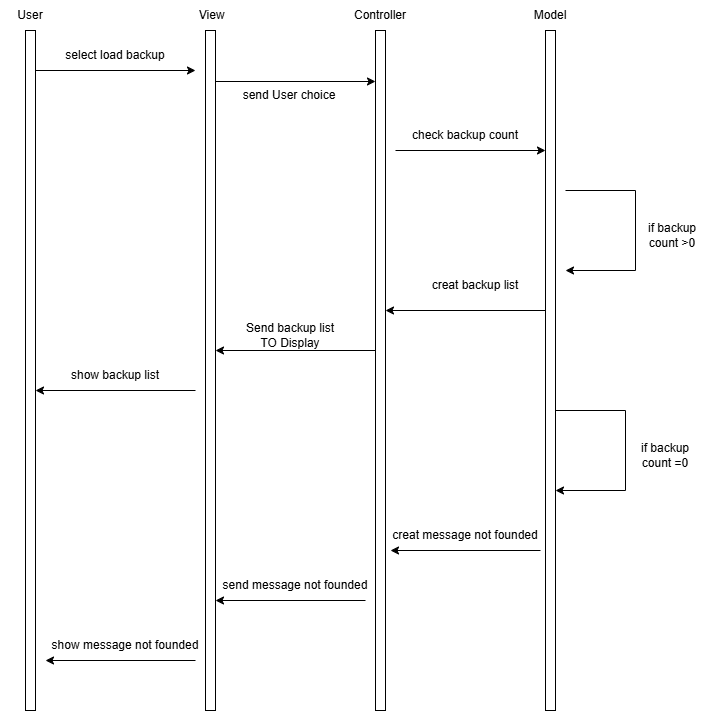 User
View
Controller
Model
select load backup
send User choice
check backup count
if backup
count >0
creat backup list
Send backup list
TO Display
show backup list
if backup
count =0
creat message not founded
send message not founded
show message not founded